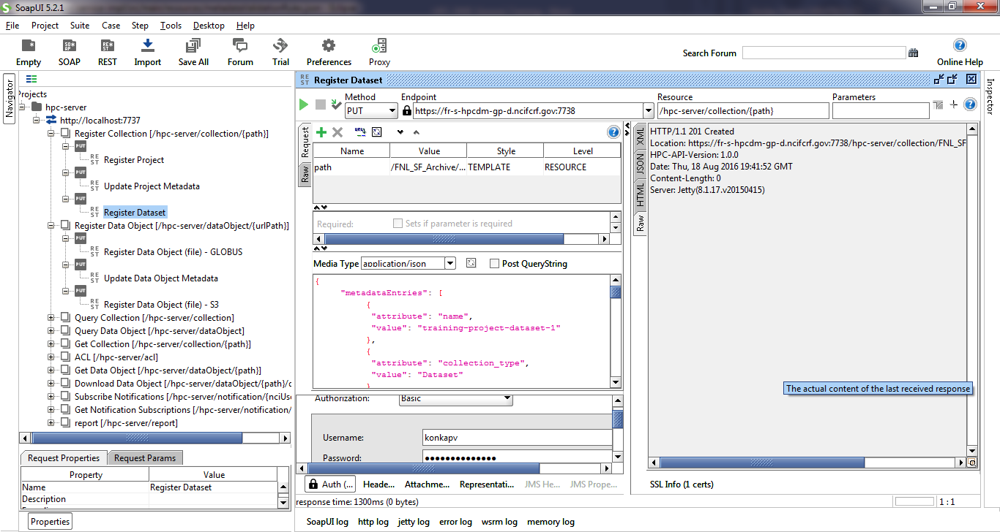 SoapUI 5.2.1
File Project Suite Case Step Tools Desktop Help
Empty SOAP REST Import Save All Forum Trial Preferences Proxy
Search Forum
Online Help
Navigator
Projects
hpc-server
http://localhost:7737
Register Collection [/hpc-server/collection/{path}]
PUT
REST Register Project
PUT
REST Update Project Metadata
PUT
REST Register Dataset
Register Data Object [/hpc-server/dataObject/{urlPath}]
PUT
REST Register Data Object (file) - GLOBUS
PUT
REST Update Data Object Metadata
PUT
REST Register Data Object (file) - S3
Query Collection [/hpc-server/collection]
Query Data Object [/hpc-server/dataObject]
Get Collection [/hpc-server/collection/{path}]
ACL [/hpc-server/acl]
Get Data Object [/hpc-server/dataObject/{path}]
Download Data Object [/hpc-server/dataObject/{path}/d
Subscribe Notifications [/hpc-server/notification/{nciUse
Get Notification Subscriptions [/hpc-server/notification/
report [/hpc-server/report]
Request Properties Request Params
Property Value
Name Register Dataset
Description
Properties
REST Register Dataset
Method Endpoint Resource Parameters
PUT https://fr-s-hpcdm-gp-d.ncifcrf.gov:7738 /hpc-server/collection/{path}
Request
Raw
Name Value Style Level
path /FNL_SF_Archive/... TEMPLATE RESOURCE
Required: Sets if parameter is required
Media Type application/json Post QueryString
{
"metadataEntries": [
{
"attribute": "name",
"value": "training-project-dataset-1"
},
{
"attribute": "collection_type",
"value": "Dataset"
}
Authorization: Basic
Username: konkapv
Password: ●●●●●●●●●●●●●●
Auth (... Heade... Attachme... Representati... JMS He... JMS Prope...
response time: 1300ms (0 bytes)
XML
JSON
HTML
Raw
HTTP/1.1 201 Created
Location: https://fr-s-hpcdm-gp-d.ncifcrf.gov:7738/hpc-server/collection/FNL_SF
HPC-API-Version: 1.0.0
Date: Thu, 18 Aug 2016 19:41:52 GMT
Content-Length: 0
Server: Jetty(8.1.17.v20150415)
The actual content of the last received response
SSL Info (1 certs)
1 : 1
Inspector
SoapUI log http log jetty log error log wsrm log memory log